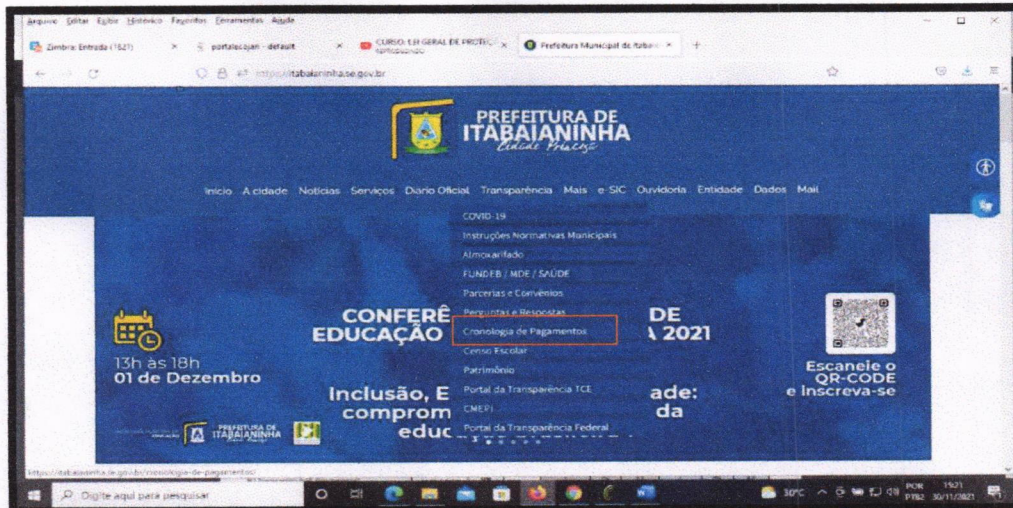 Arquivo Editar Exibir Histórico Favoritos Ferramentas Ajuda
Zimbra: Entrada (1827)
portalecojan - default
CURSO: LEI GERAL DE PROTEÇ
Prefeitura Municipal de Itabaia
itabaianinha.se.gov.br
PREFEITURA DE
ITABAIANINHA
Cidade Princesa
Início A cidade Notícias Serviços Diário Oficial Transparência Mais e-SIC Ouvidoria Entidade Dados Mail
COVID-19
Instruções Normativas Municipais
Almoxarifado
FUNDEB / MDE / SAÚDE
Parcerias e Convênios
Perguntas e Respostas
Cronologia de Pagamentos
Censo Escolar
Patrimônio
Portal da Transparência TCE
CMEPI
Portal da Transparência Federal
13h às 18h
01 de Dezembro
CONFERÊ DE
EDUCAÇÃO A 2021
Inclusão, E ade:
comprom da
educ
Escaneie o
QR-CODE
e inscreva-se
PREFEITURA DE
ITABAIANINHA
https://itabaianinha.se.gov.br/cronologia-de-pagamentos/
Digite aqui para pesquisar
30°C
POR
PTB2
15:21
30/11/2021